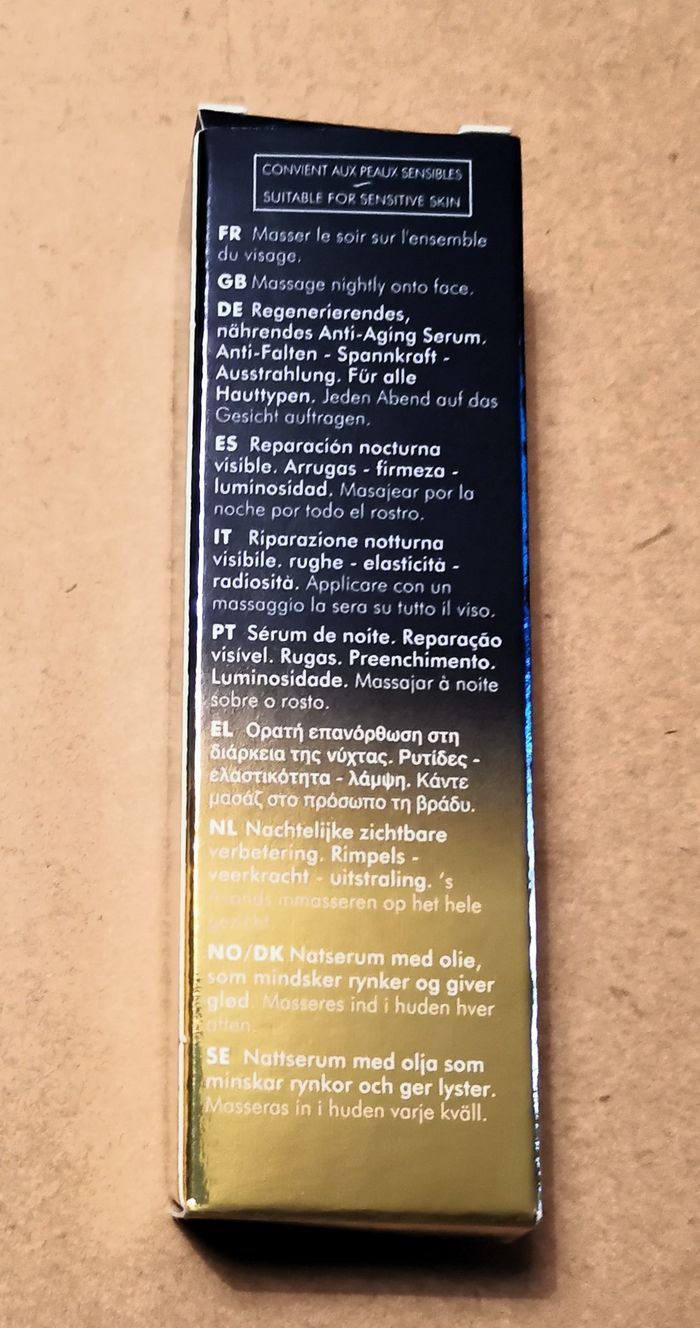 CONVIENT AUX PEAUX SENSIBLES
SUITABLE FOR SENSITIVE SKIN
FR Masser le soir sur l'ensemble
du visage.
GB Massage nightly onto face.
DE Regenerierendes,
nährendes Anti-Aging Serum.
Anti-Falten - Spannkraft -
Ausstrahlung. Für alle
Hauttypen. Jeden Abend auf das
Gesicht auftragen.
ES Reparación nocturna
visible. Arrugas - firmeza -
luminosidad. Masajear por la
noche por todo el rostro.
IT Riparazione notturna
visibile. rughe - elasticità -
radiosità. Applicare con un
massaggio la sera su tutto il viso.
PT Sérum de noite. Reparação
visível. Rugas. Preenchimento.
Luminosidade. Massajar à noite
sobre o rosto.
EL Ορατή επανόρθωση στη
διάρκεια της νύχτας. Ρυτίδες -
ελαστικότητα - λάμψη. Κάντε
μασάζ στο πρόσωπο τη βράδυ.
NL Nachtelijke zichtbare
verbetering. Rimpels -
veerkracht - uitstraling. 's
Avonds inmasseren op het hele
gezicht.
NO/DK Natserum med olie,
som mindsker rynker og giver
glød. Masseres ind i huden hver
aften.
SE Nattserum med olja som
minskar rynkor och ger lyster.
Masseras in i huden varje kväll.